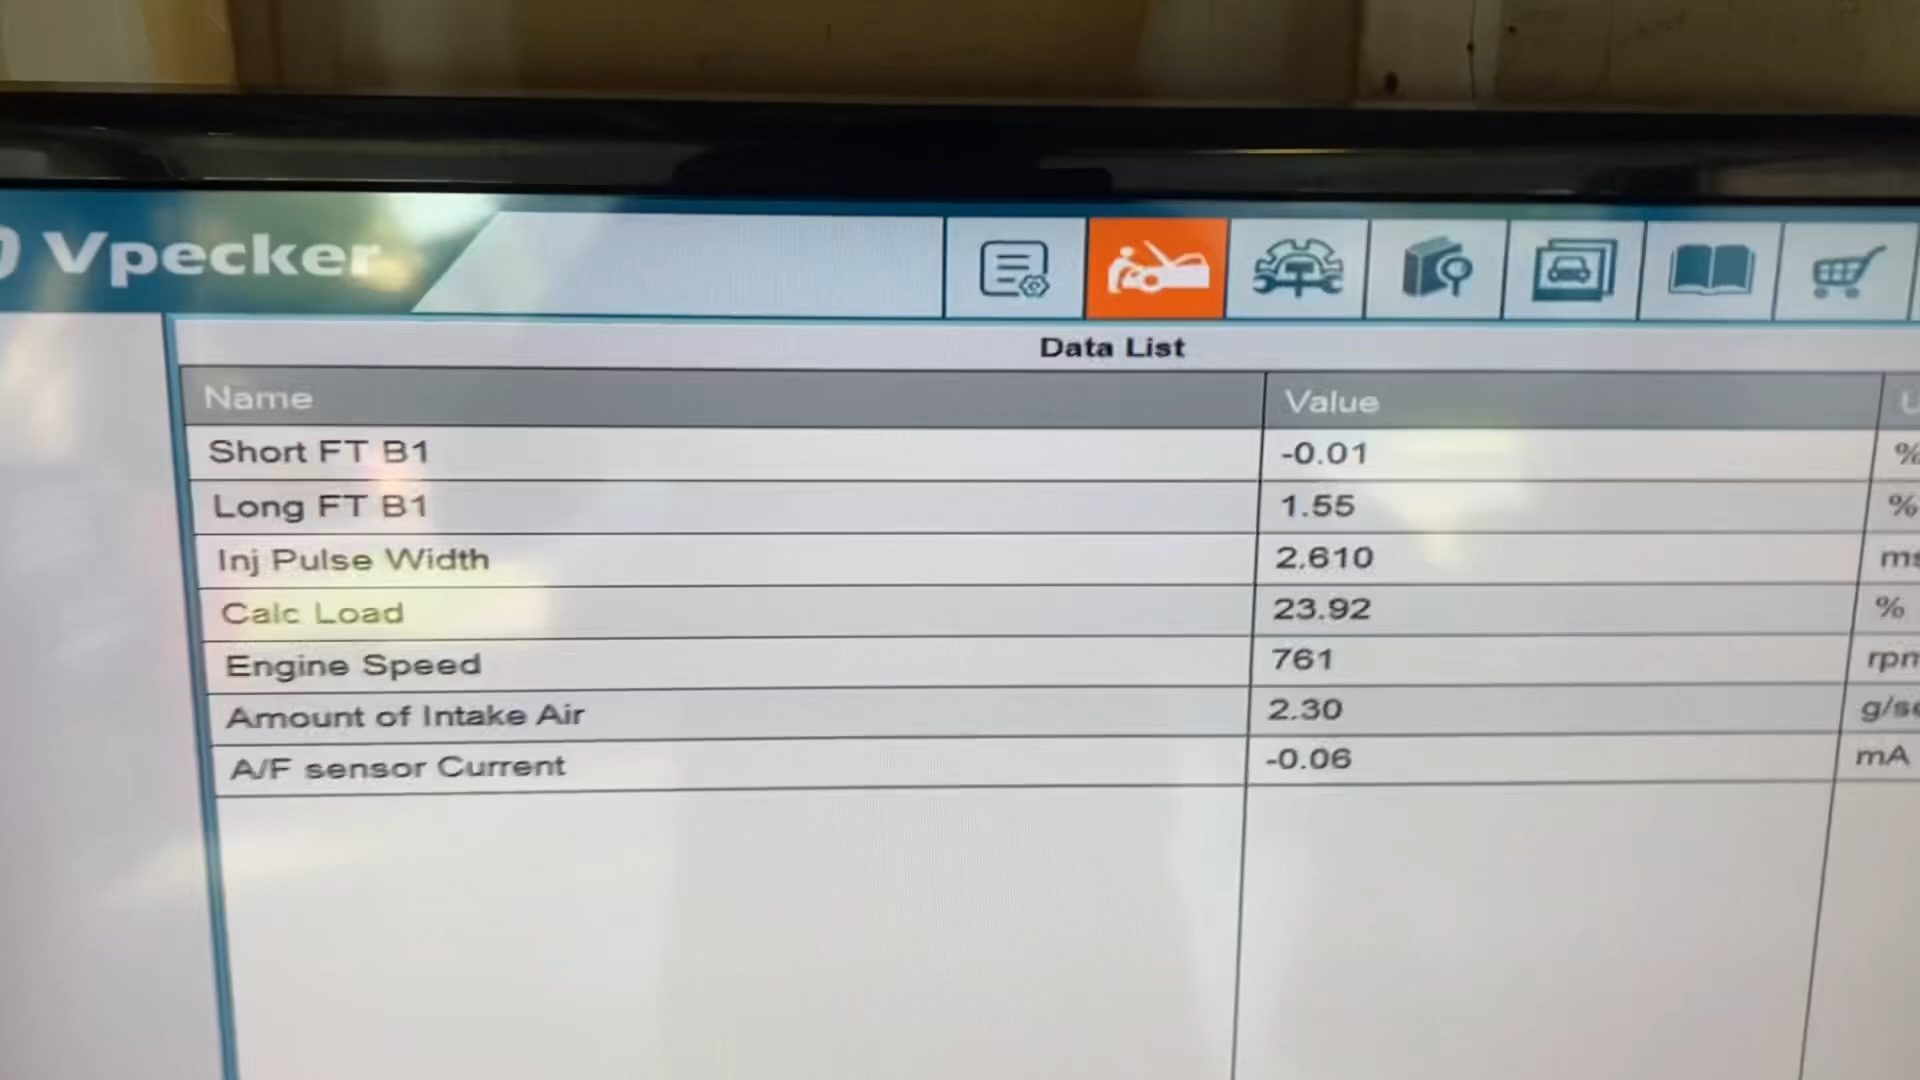 Vpecker
Data List
Name Value
Short FT B1 -0.01 %
Long FT B1 1.55 %
Inj Pulse Width 2.610 ms
Calc Load 23.92 %
Engine Speed 761 rpm
Amount of Intake Air 2.30
A/F sensor Current -0.06 mA